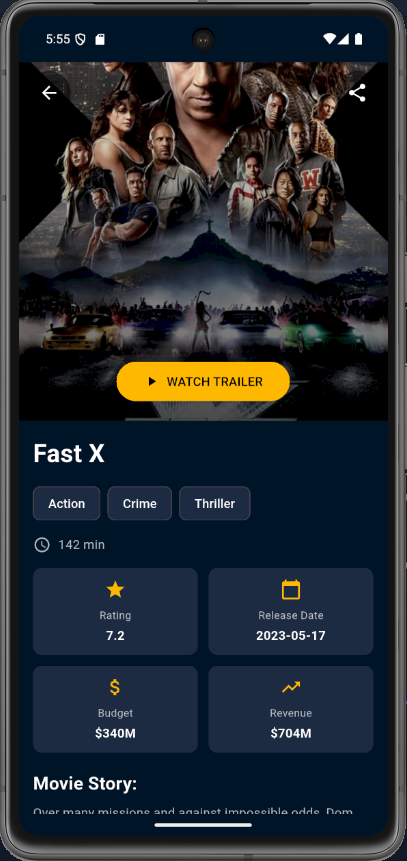 5:55
W
WATCH TRAILER
Fast X
Action Crime Thriller
142 min
Rating Release Date
7.2 2023-05-17
Budget Revenue
$340M $704M
Movie Story:
Over many missions and against impossible odds, Dom